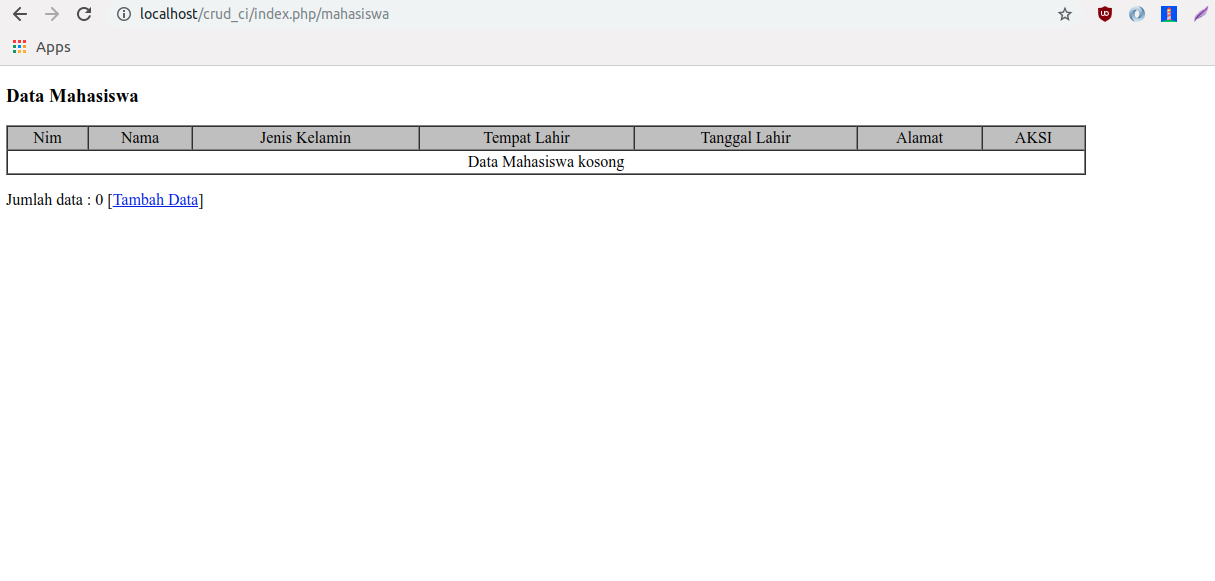 localhost/crud_ci/index.php/mahasiswa
Apps
Data Mahasiswa
Nim Nama Jenis Kelamin Tempat Lahir Tanggal Lahir Alamat AKSI
Data Mahasiswa kosong
Jumlah data : 0 [Tambah Data]